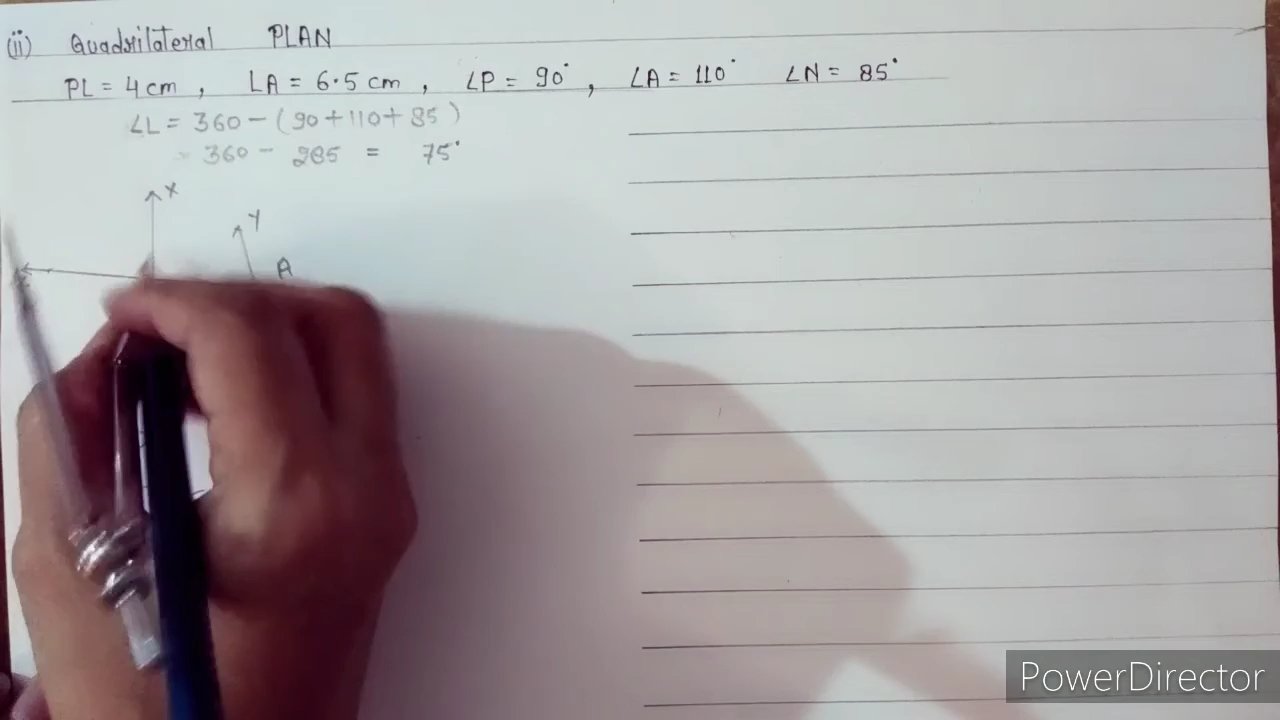 (ii) Quadrilateral PLAN
PL = 4 cm, LA = 6.5 cm, ∠P = 90°, ∠A = 110° ∠N = 85°
∠L = 360 - (90+110+85)
= 360 - 285 = 75°
X
Y
A
PowerDirector